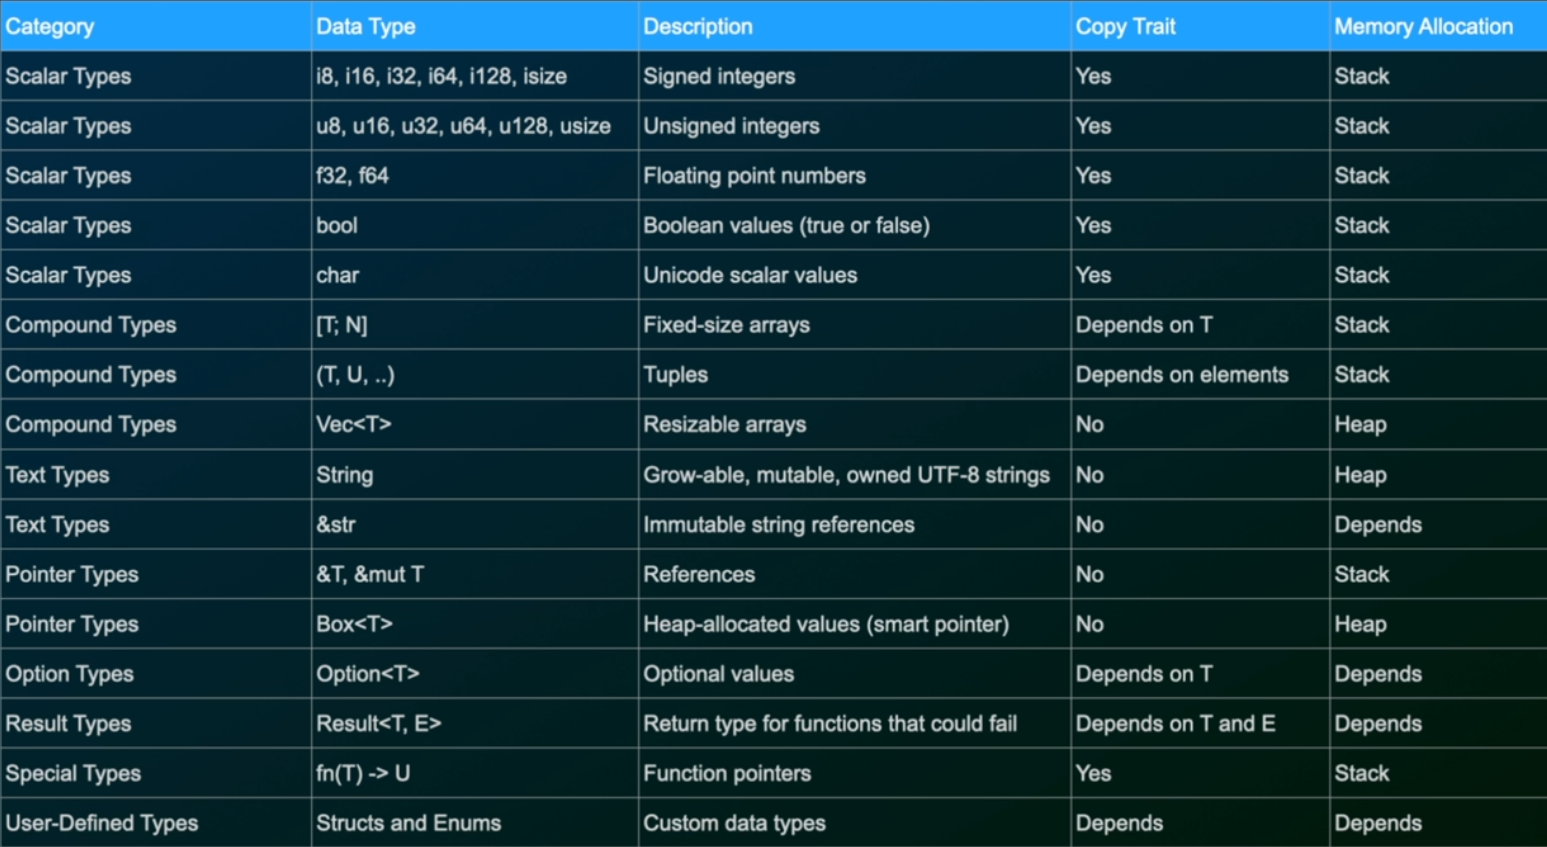 Category Data Type Description Copy Trait Memory Allocation
Scalar Types i8, i16, i32, i64, i128, isize Signed integers Yes Stack
Scalar Types u8, u16, u32, u64, u128, usize Unsigned integers Yes Stack
Scalar Types f32, f64 Floating point numbers Yes Stack
Scalar Types bool Boolean values (true or false) Yes Stack
Scalar Types char Unicode scalar values Yes Stack
Compound Types [T; N] Fixed-size arrays Depends on T Stack
Compound Types (T, U, ..) Tuples Depends on elements Stack
Compound Types Vec<T> Resizable arrays No Heap
Text Types String Grow-able, mutable, owned UTF-8 strings No Heap
Text Types &str Immutable string references No Depends
Pointer Types &T, &mut T References No Stack
Pointer Types Box<T> Heap-allocated values (smart pointer) No Heap
Option Types Option<T> Optional values Depends on T Depends
Result Types Result<T, E> Return type for functions that could fail Depends on T and E Depends
Special Types fn(T) -> U Function pointers Yes Stack
User-Defined Types Structs and Enums Custom data types Depends Depends